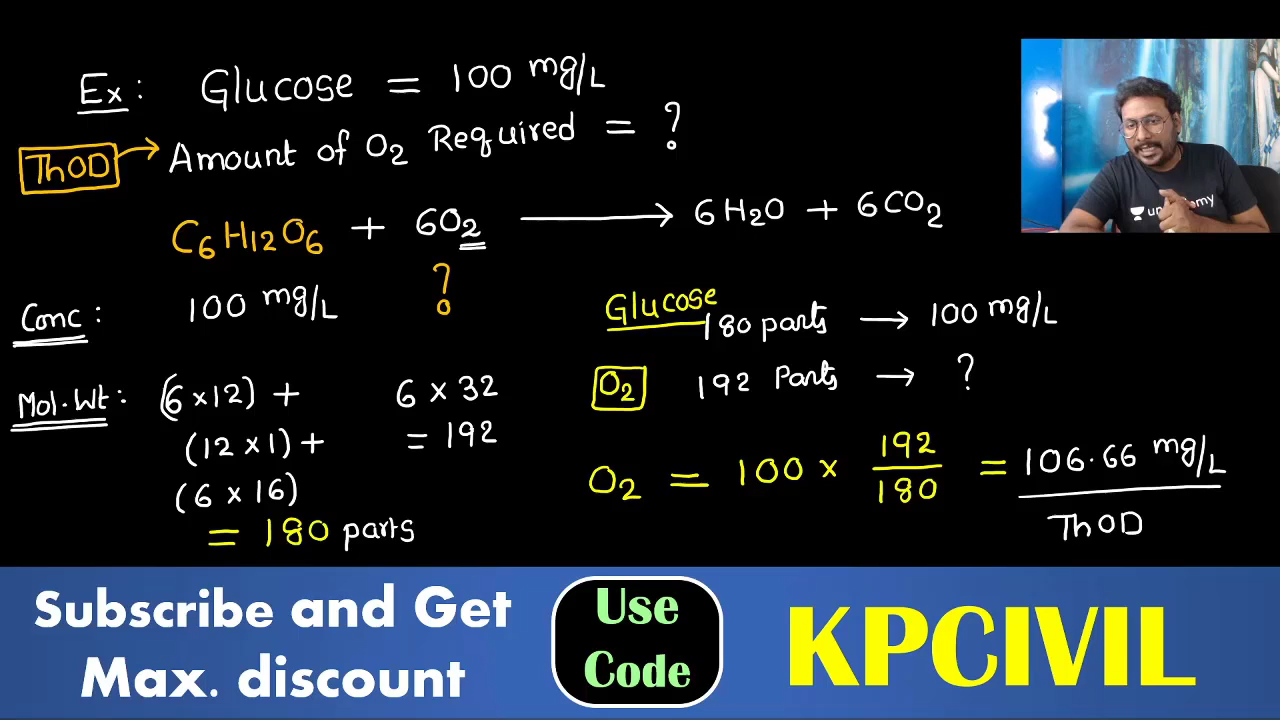 Ex : Glucose = 100 mg/L
ThOD → Amount of O2 Required = ?
C6H12O6 + 6O2 ⟶ 6H2O + 6CO2
?
Conc : 100 mg/L
Mol. Wt : (6 x 12) + 6 x 32
(12 x 1) + = 192
(6 x 16)
= 180 parts
Glucose 180 parts → 100 mg/L
O2 192 Parts → ?
O2 = 100 x 192/180 = 106.66 mg/L
ThOD
Subscribe and Get
Max. discount
Use
Code
KPCIVIL